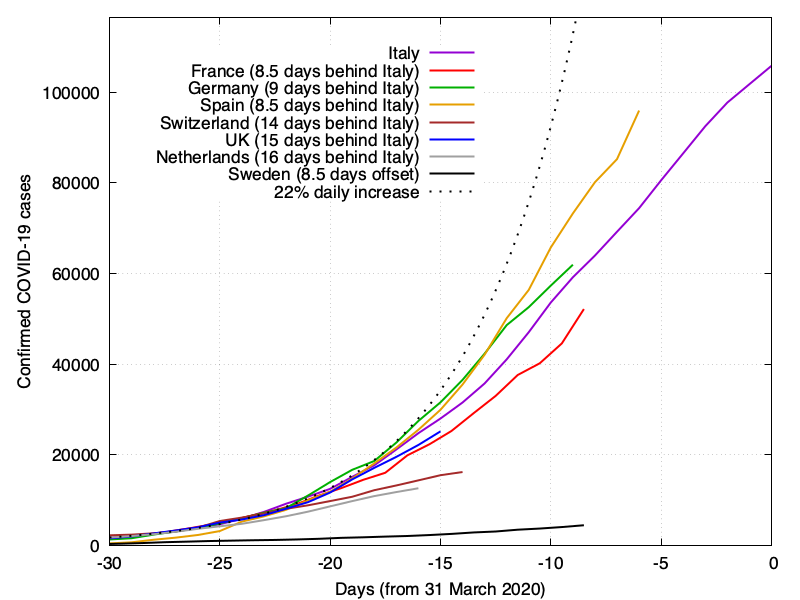 Italy
France (8.5 days behind Italy)
Germany (9 days behind Italy)
Spain (8.5 days behind Italy)
Switzerland (14 days behind Italy)
UK (15 days behind Italy)
Netherlands (16 days behind Italy)
Sweden (8.5 days offset)
22% daily increase
Confirmed COVID-19 cases
100000
80000
60000
40000
20000
0
-30 -25 -20 -15 -10 -5 0
Days (from 31 March 2020)